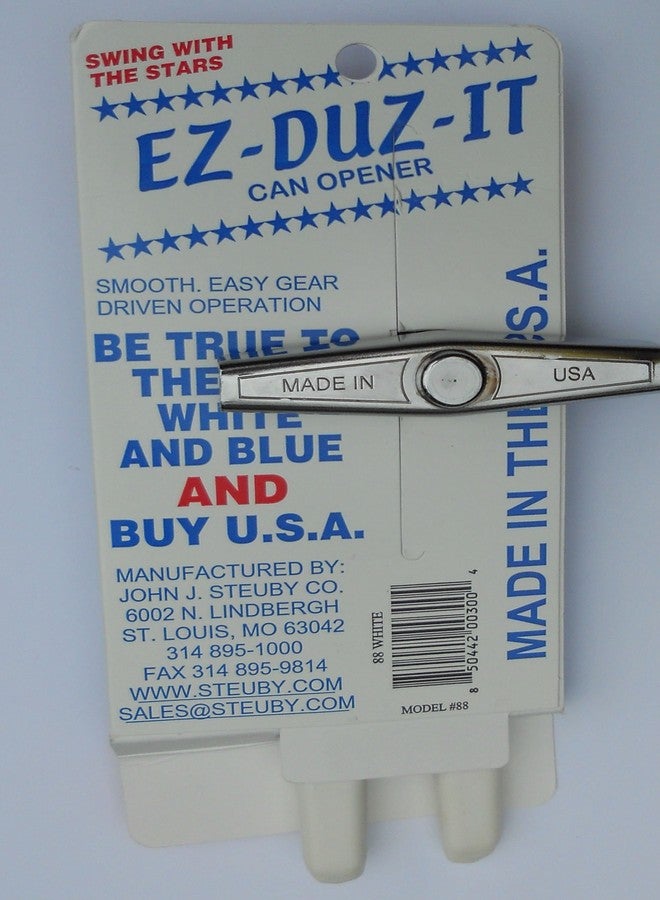 SWING WITH
THE STARS
EZ-DUZ-IT
CAN OPENER
SMOOTH. EASY GEAR
DRIVEN OPERATION
BE TRUE TO
THE
WHITE
AND BLUE
AND
BUY U.S.A.
MADE IN
USA
MADE IN THE S.A.
MANUFACTURED BY:
JOHN J. STEUBY CO.
6002 N. LINDBERGH
ST. LOUIS, MO 63042
314 895-1000
FAX 314 895-9814
WWW.STEUBY.COM
SALES@STEUBY.COM
88 WHITE
8 50442 00300 4
MODEL #88